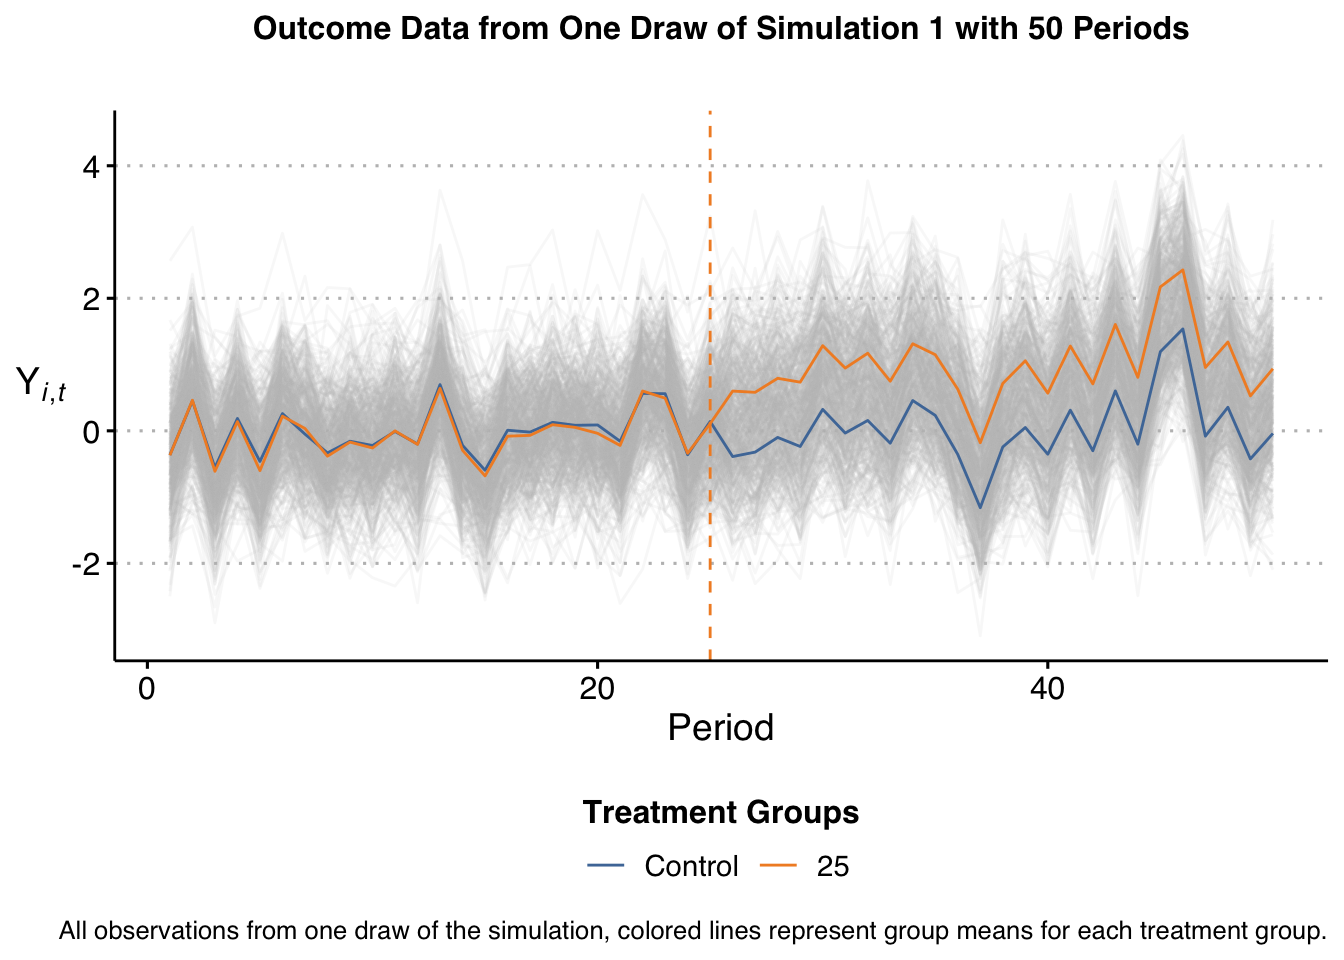 Outcome Data from One Draw of Simulation 1 with 50 Periods
4
2
0
-2
Y i,t
0 20 40
Period
Treatment Groups
Control 25
All observations from one draw of the simulation, colored lines represent group means for each treatment group.